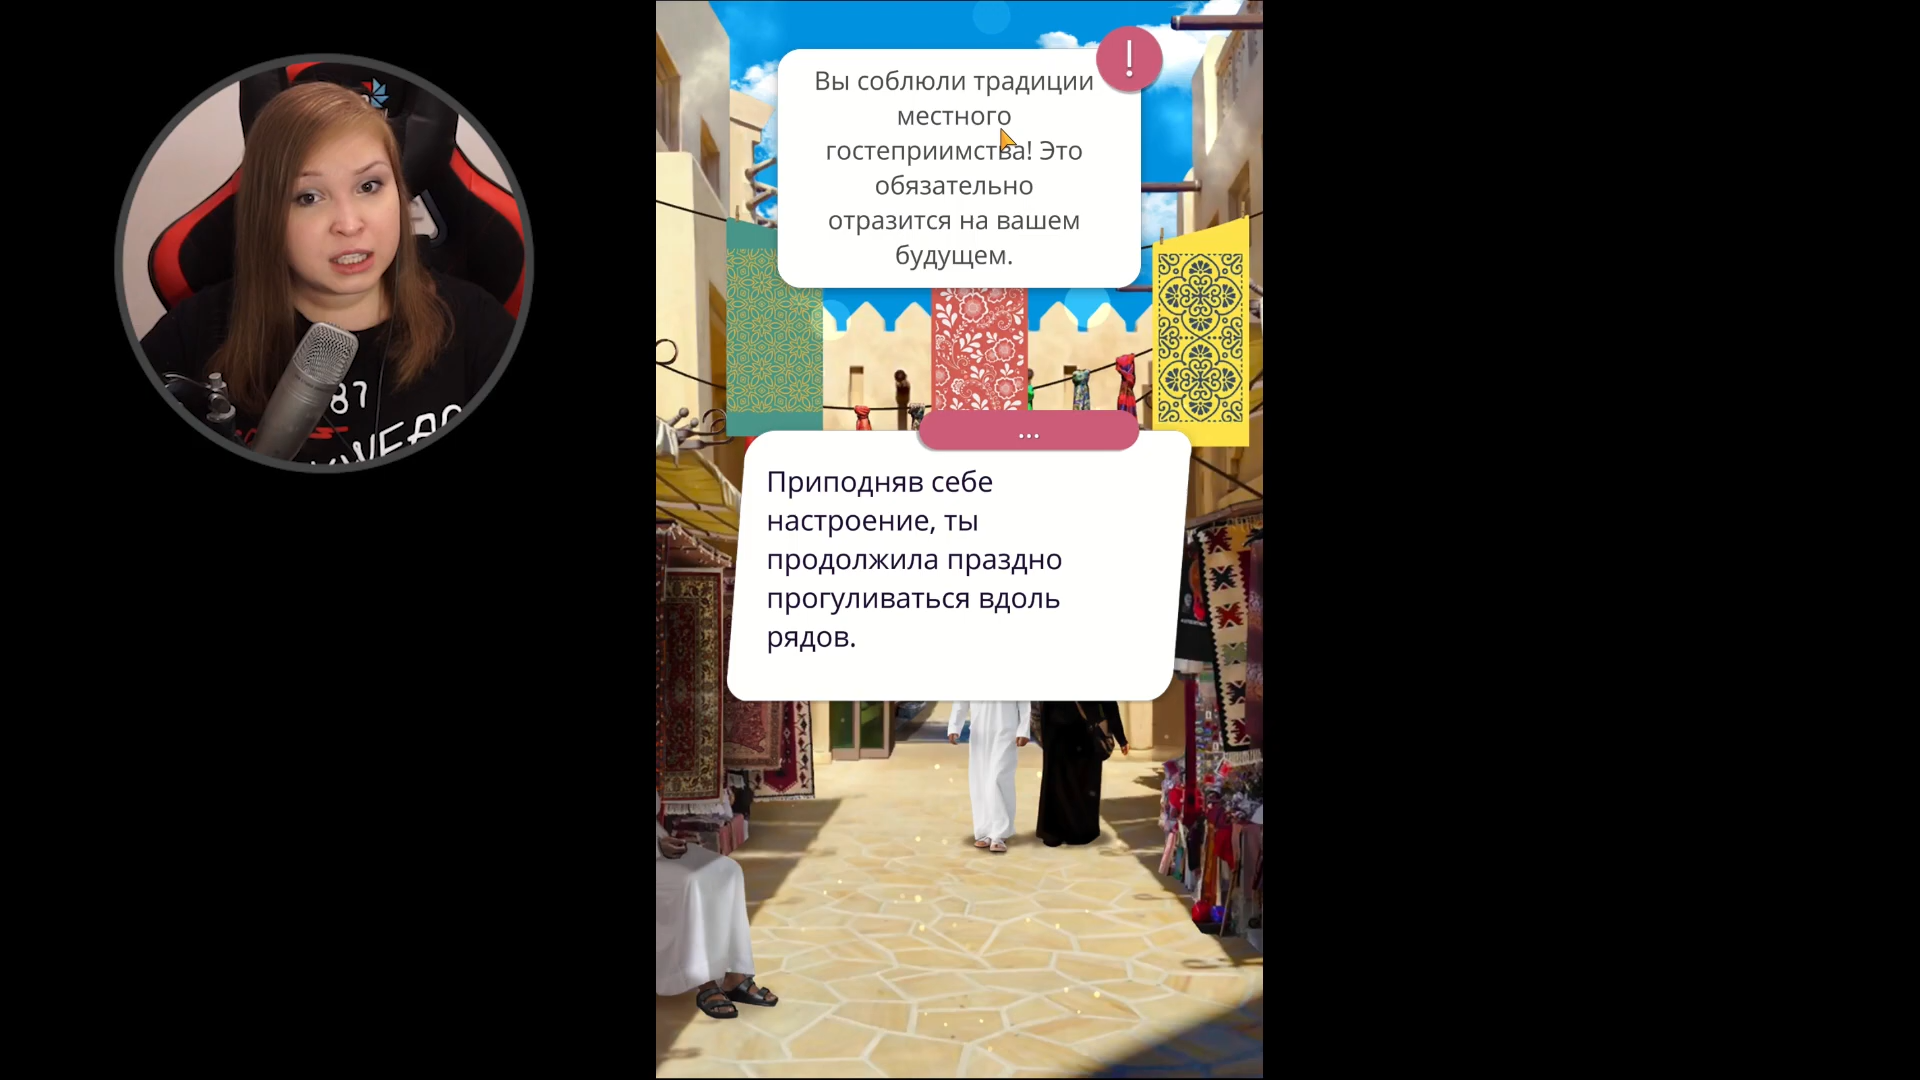 !
Вы соблюли традиции
местного
гостеприимства! Это
обязательно
отразится на вашем
будущем.
...
Приподняв себе
настроение, ты
продолжила праздно
прогуливаться вдоль
рядов.
87